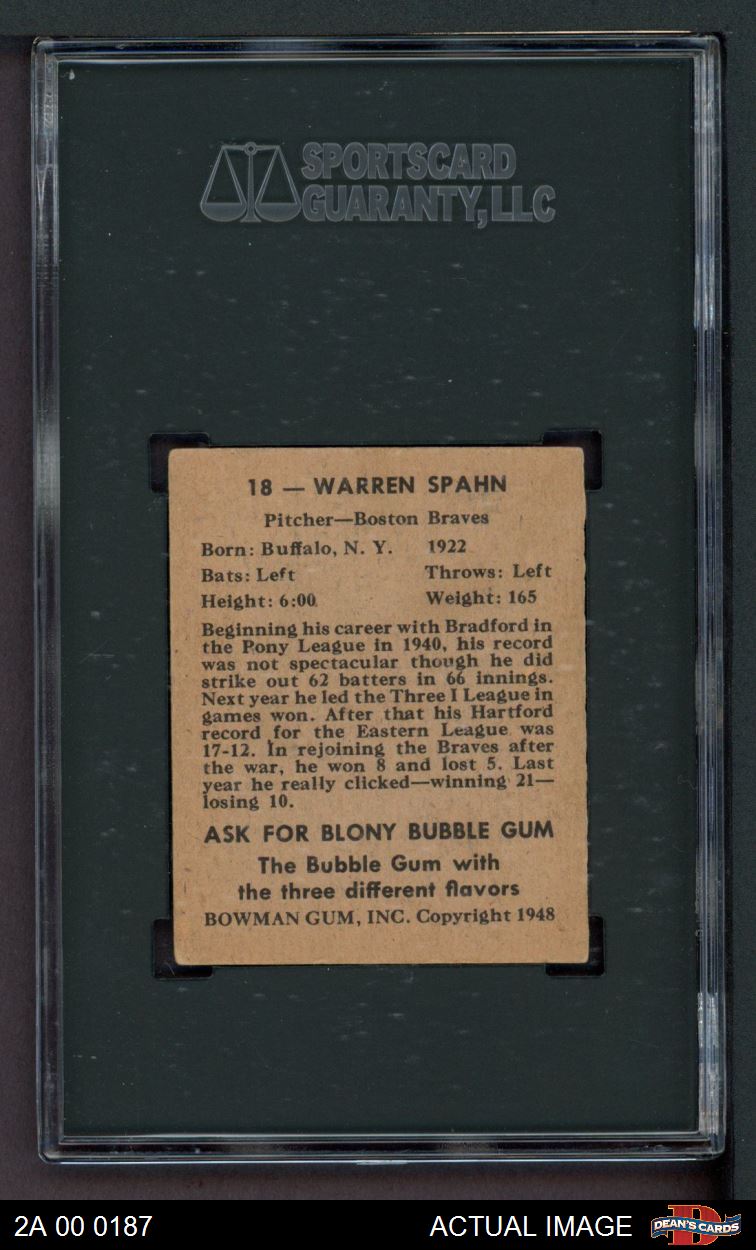 SPORTSCARD
GUARANTY, LLC
18 — WARREN SPAHN
Pitcher—Boston Braves
Born: Buffalo, N. Y. 1922
Bats: Left Throws: Left
Height: 6:00 Weight: 165
Beginning his career with Bradford in
the Pony League in 1940, his record
was not spectacular though he did
strike out 62 batters in 66 innings.
Next year he led the Three I League in
games won. After that his Hartford
record for the Eastern League was
17-12. In rejoining the Braves after
the war, he won 8 and lost 5. Last
year he really clicked—winning 21—
losing 10.
ASK FOR BLONY BUBBLE GUM
The Bubble Gum with
the three different flavors
BOWMAN GUM, INC. Copyright 1948
2A 00 0187 ACTUAL IMAGE DEAN'S CARDS